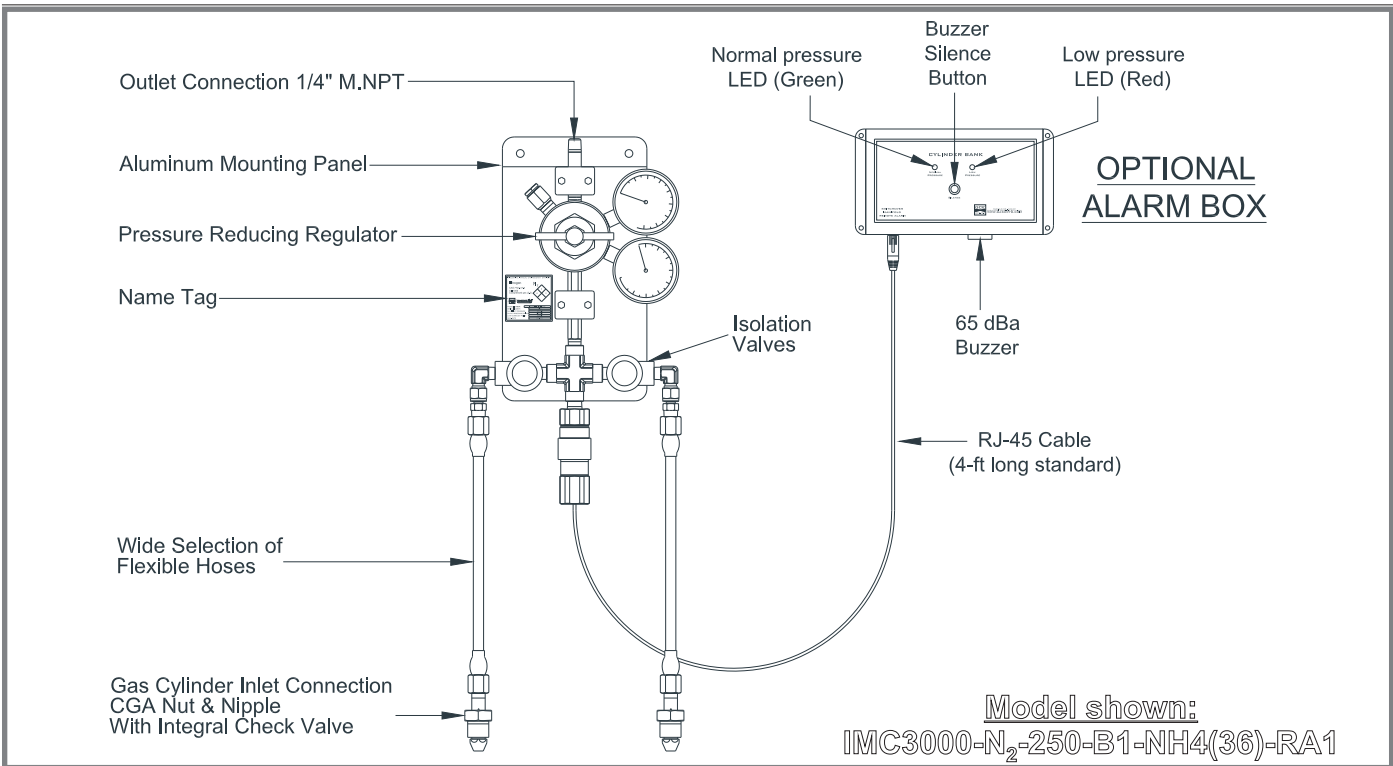 Outlet Connection 1/4" M.NPT
Aluminum Mounting Panel
Pressure Reducing Regulator
Name Tag
Wide Selection of
Flexible Hoses
Gas Cylinder Inlet Connection
CGA Nut & Nipple
With Integral Check Valve
Isolation
Valves
Normal pressure
LED (Green)
Buzzer
Silence
Button
Low pressure
LED (Red)
CYLINDER BANK
OPTIONAL
ALARM BOX
65 dBa
Buzzer
RJ-45 Cable
(4-ft long standard)
Model shown:
IMC3000-N₂-250-B1-NH4(36)-RA1